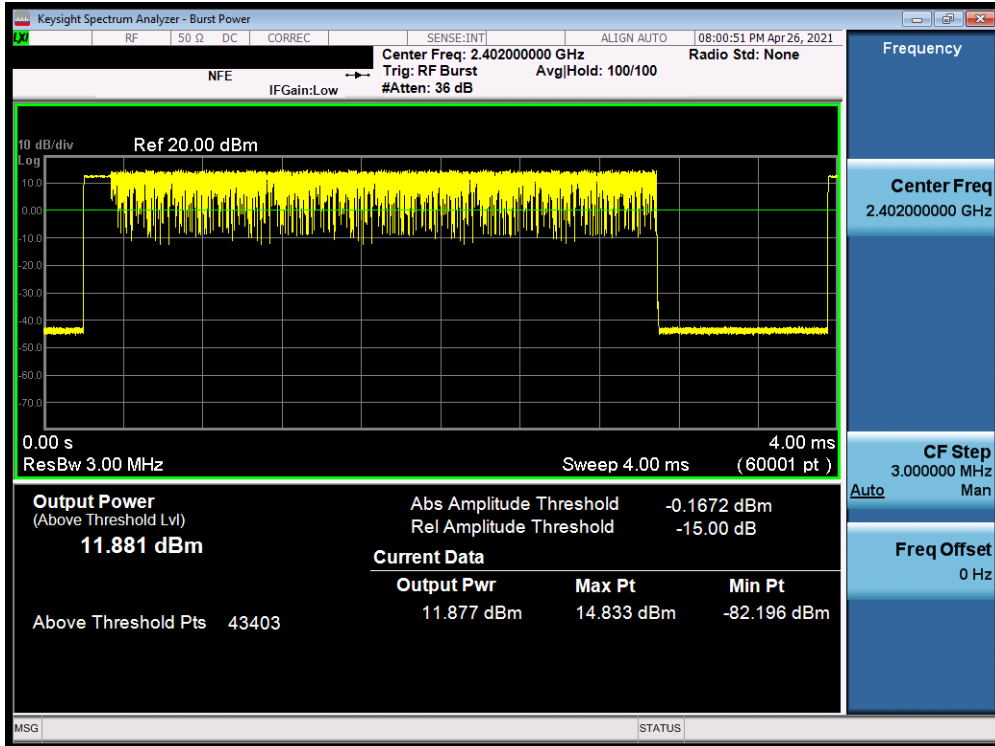 Keysight Spectrum Analyzer - Burst Power
LXI RF 50 Ω DC CORREC SENSE:INT ALIGN AUTO 08:00:51 PM Apr 26, 2021
Center Freq: 2.402000000 GHz Radio Std: None
NFE Trig: RF Burst Avg|Hold: 100/100
IFGain:Low #Atten: 36 dB
Frequency
10 dB/div Ref 20.00 dBm
Log
10.0
0.00
-10.0
-20.0
-30.0
-40.0
-50.0
-60.0
-70.0
0.00 s 4.00 ms
ResBw 3.00 MHz Sweep 4.00 ms (60001 pt )
Output Power
(Above Threshold Lvl)
11.881 dBm
Above Threshold Pts 43403
Abs Amplitude Threshold -0.1672 dBm
Rel Amplitude Threshold -15.00 dB
Current Data
Output Pwr Max Pt Min Pt
11.877 dBm 14.833 dBm -82.196 dBm
Center Freq
2.402000000 GHz
CF Step
3.000000 MHz
Auto Man
Freq Offset
0 Hz
MSG STATUS